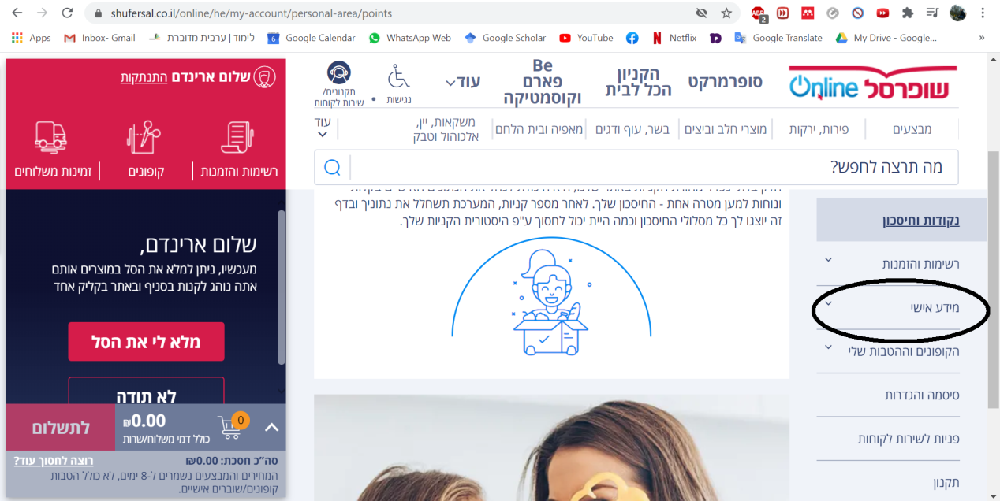 shufersal.co.il/online/he/my-account/personal-area/points
ABP
2
Apps
Inbox- Gmail
לימוד | ערבית מדוברת
6
Google Calendar
WhatsApp Web
Google Scholar
YouTube
Netflix
Google Translate
My Drive - Google...
»
שופרסל Online
סופרמרקט
הקניון
הכל לבית
Be
פארם
וקוסמטיקה
עוד
נגישות
תקנונים/
שירות לקוחות
מבצעים
פירות, ירקות
מוצרי חלב וביצים
בשר, עוף ודגים
מאפיה ובית הלחם
משקאות, יין,
אלכוהול וטבק
עוד
מה תרצה לחפש?
שלום ארינדם התנתקות
רשימות והזמנות
קופונים
זמינות משלוחים
נקודות וחיסכון
רשימות והזמנות
מידע אישי
הקופונים וההטבות שלי
סיסמה והגדרות
פניות לשירות לקוחות
תקנון
ונוחות למען מטרה אחת - החיסכון שלך. לאחר מספר קניות, המערכת תשחלל את נתוניך ובדף
זה יוצגו לך כל מסלולי החיסכון וכמה היית יכול לחסוך ע"פ היסטורית הקניות שלך.
שלום ארינדם,
מעכשיו, ניתן למלא את הסל במוצרים אותם
אתה נוהג לקנות בסניף ובאתר בקליק אחד
מלא לי את הסל
לא תודה
0
₪0.00
כולל דמי משלוח/שרות
לתשלום
סה"כ חסכת: ₪0.00
רוצה לחסוך עוד?
המחירים והמבצעים נשמרים ל-8 ימים, לא כולל הטבות
קופונים/שוברים אישיים.